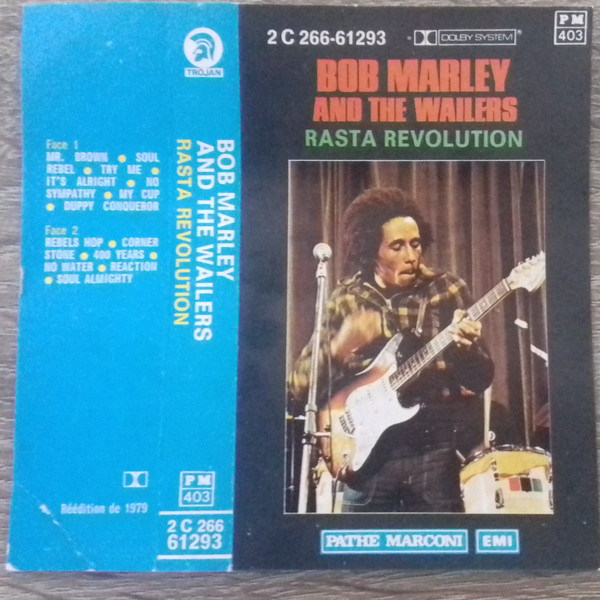 TROJAN
Face 1
MR. BROWN • SOUL
REBEL • TRY ME •
IT'S ALRIGHT • NO
SYMPATHY • MY CUP
• DUPPY CONQUEROR
Face 2
REBELS HOP • CORNER
STONE • 400 YEARS •
NO WATER • REACTION
• SOUL ALMIGHTY
Réédition de 1979
BOB MARLEY
AND THE WAILERS
RASTA REVOLUTION
PM
403
2 C 266
61293
2 C 266-61293
DOLBY SYSTEM
PM
403
BOB MARLEY
AND THE WAILERS
RASTA REVOLUTION
PATHE MARCONI EMI